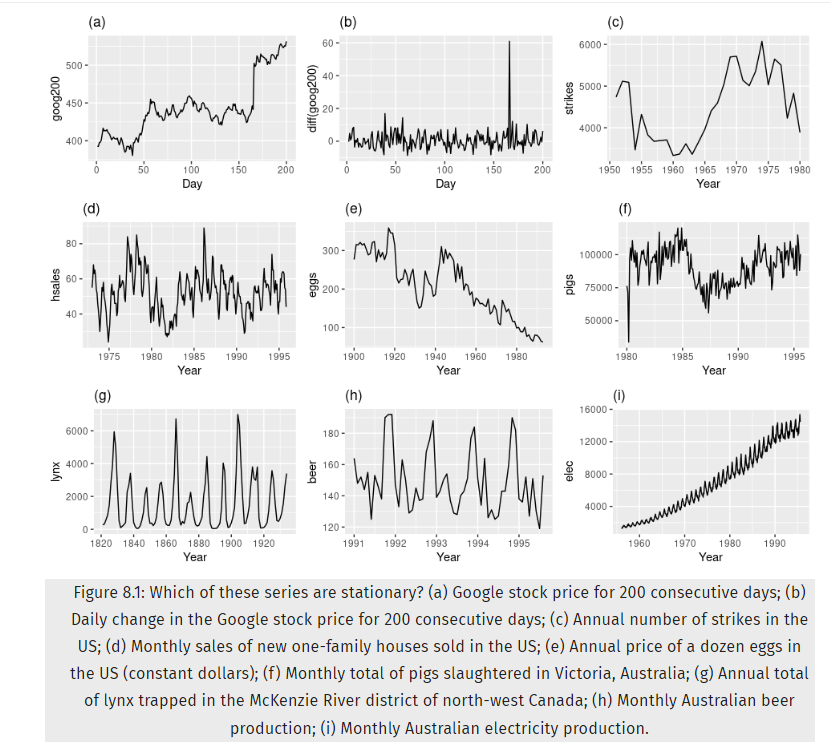 (a)
(b)
(c)
goog200
500
450
400
0
50
100
150
200
Day
diff(goog200)
60
40
20
0
0
50
100
150
200
Day
strikes
6000
5000
4000
1950
1955
1960
1965
1970
1975
1980
Year
(d)
(e)
(f)
hsales
80
60
40
1975
1980
1985
1990
1995
Year
eggs
300
200
100
1900
1920
1940
1960
1980
Year
pigs
100000
75000
50000
1980
1985
1990
1995
Year
(g)
(h)
(i)
lynx
6000
4000
2000
0
1820
1840
1860
1880
1900
1920
Year
beer
180
160
140
120
1991
1992
1993
1994
1995
Year
elec
16000
12000
8000
4000
1960
1970
1980
1990
Year
Figure 8.1: Which of these series are stationary? (a) Google stock price for 200 consecutive days; (b)
Daily change in the Google stock price for 200 consecutive days; (c) Annual number of strikes in the
US; (d) Monthly sales of new one-family houses sold in the US; (e) Annual price of a dozen eggs in
the US (constant dollars); (f) Monthly total of pigs slaughtered in Victoria, Australia; (g) Annual total
of lynx trapped in the McKenzie River district of north-west Canada; (h) Monthly Australian beer
production; (i) Monthly Australian electricity production.